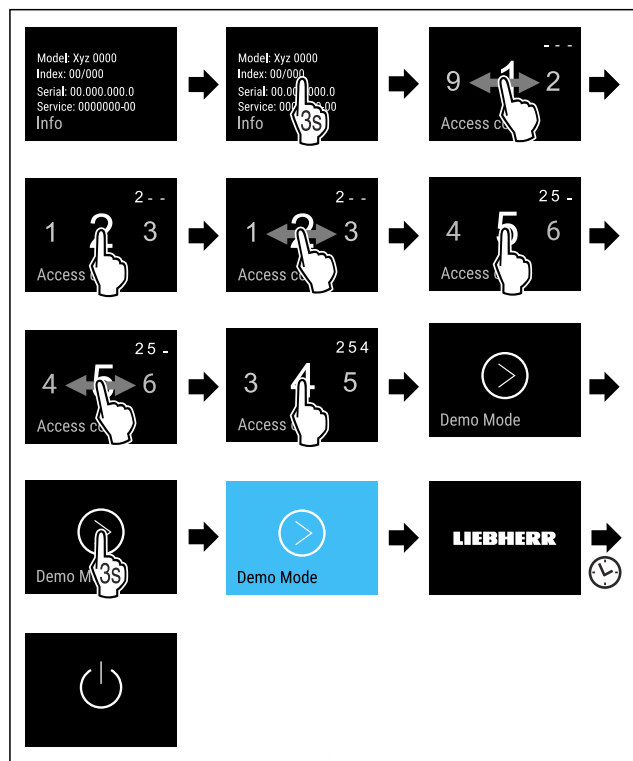 Model: Xyz 0000
Index: 00/000
Serial: 00.000.000.0
Service: 0000000-00
Info
Model: Xyz 0000
Index: 00/000
Serial: 00. .000.0
Service: 00 -00
Info
3s
- - -
9 1 2
Access c
2 - -
1 2 3
Access
2 - -
1 2 3
Access c
2 5 -
4 5 6
Access
2 5 -
4 5 6
Access c
2 5 4
3 4 5
Access
Demo Mode
Demo M
3s
Demo Mode
LIEBHERR